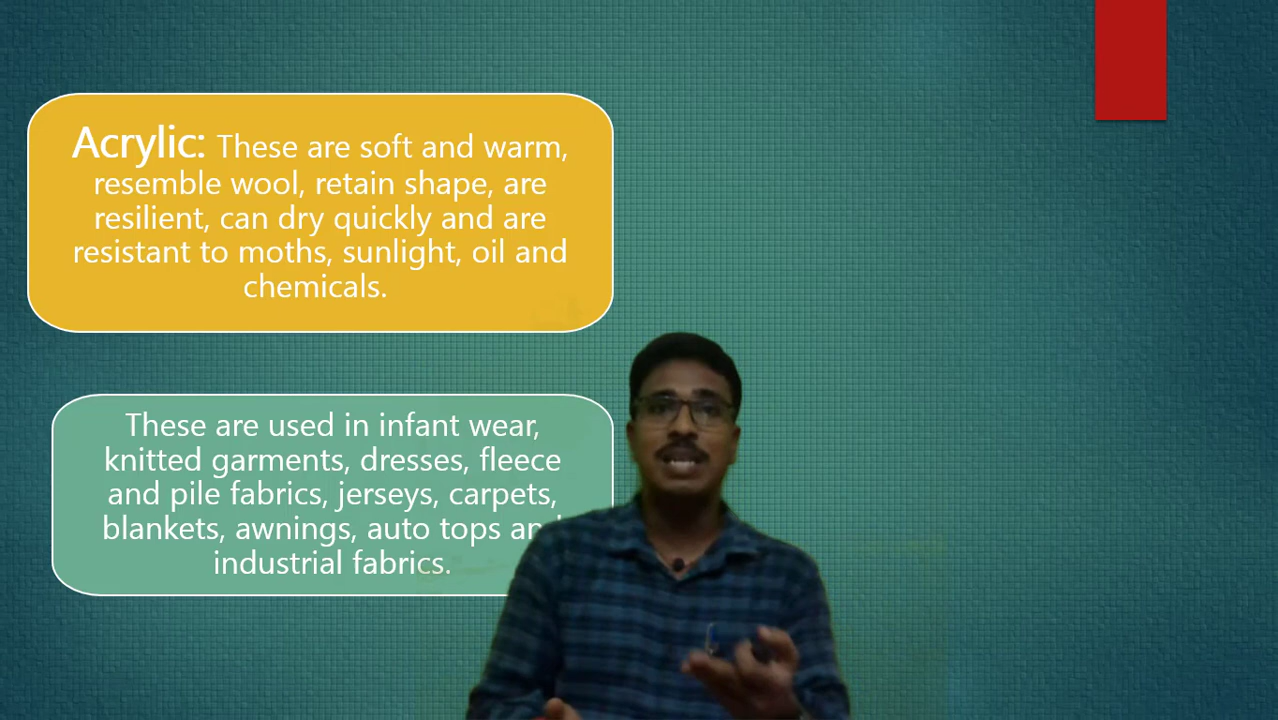 Acrylic: These are soft and warm,
resemble wool, retain shape, are
resilient, can dry quickly and are
resistant to moths, sunlight, oil and
chemicals.
These are used in infant wear,
knitted garments, dresses, fleece
and pile fabrics, jerseys, carpets,
blankets, awnings, auto tops and
industrial fabrics.